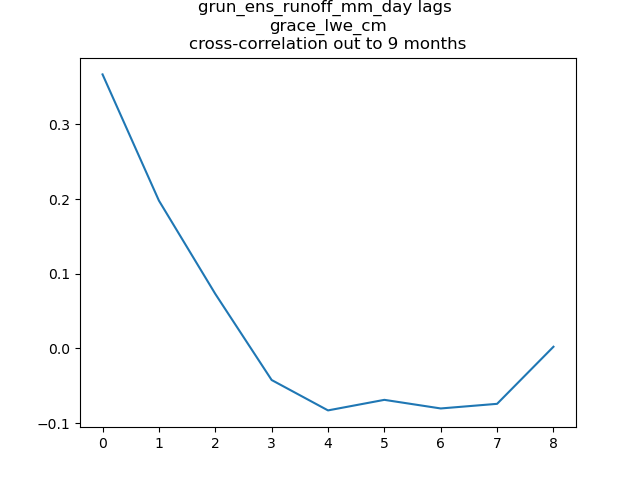 grun_ens_runoff_mm_day lags
grace_lwe_cm
cross-correlation out to 9 months
0.3
0.2
0.1
0.0
−0.1
0 1 2 3 4 5 6 7 8